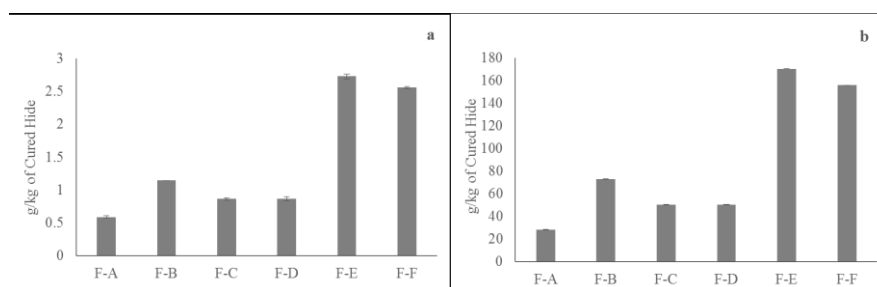 a
g/kg of Cured Hide
3
2.5
2
1.5
1
0.5
0
F-A F-B F-C F-D F-E F-F
b
g/kg of Cured Hide
180
160
140
120
100
80
60
40
20
0
F-A F-B F-C F-D F-E F-F